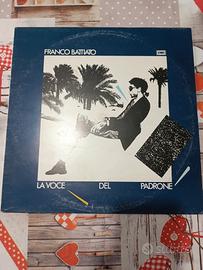 FRANCO BATTIATO
EMI
LA VOCE DEL PADRONE